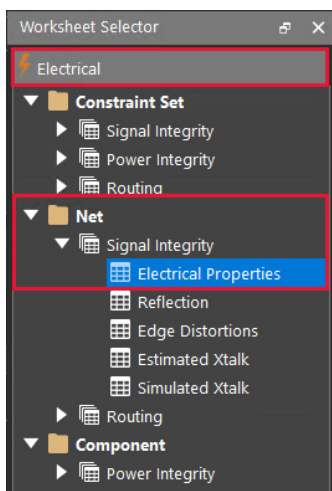 Worksheet Selector
Electrical
Constraint Set
Signal Integrity
Power Integrity
Routing
Net
Signal Integrity
Electrical Properties
Reflection
Edge Distortions
Estimated Xtalk
Simulated Xtalk
Routing
Component
Power Integrity